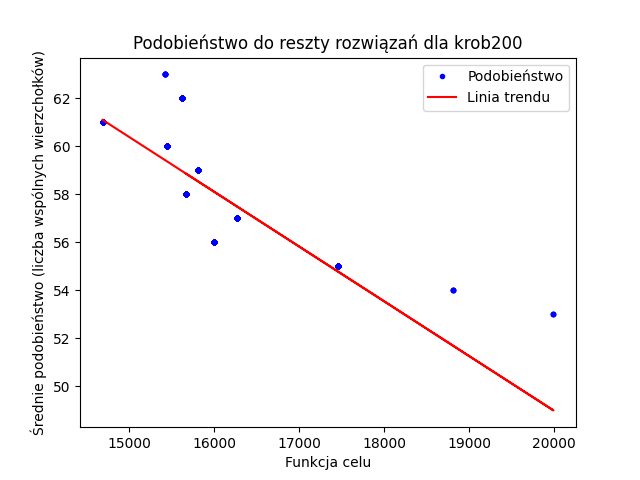 Podobieństwo do reszty rozwiązań dla krob200
Podobieństwo
Linia trendu
Średnie podobieństwo (liczba wspólnych wierzchołków)
62
60
58
56
54
52
50
15000 16000 17000 18000 19000 20000
Funkcja celu